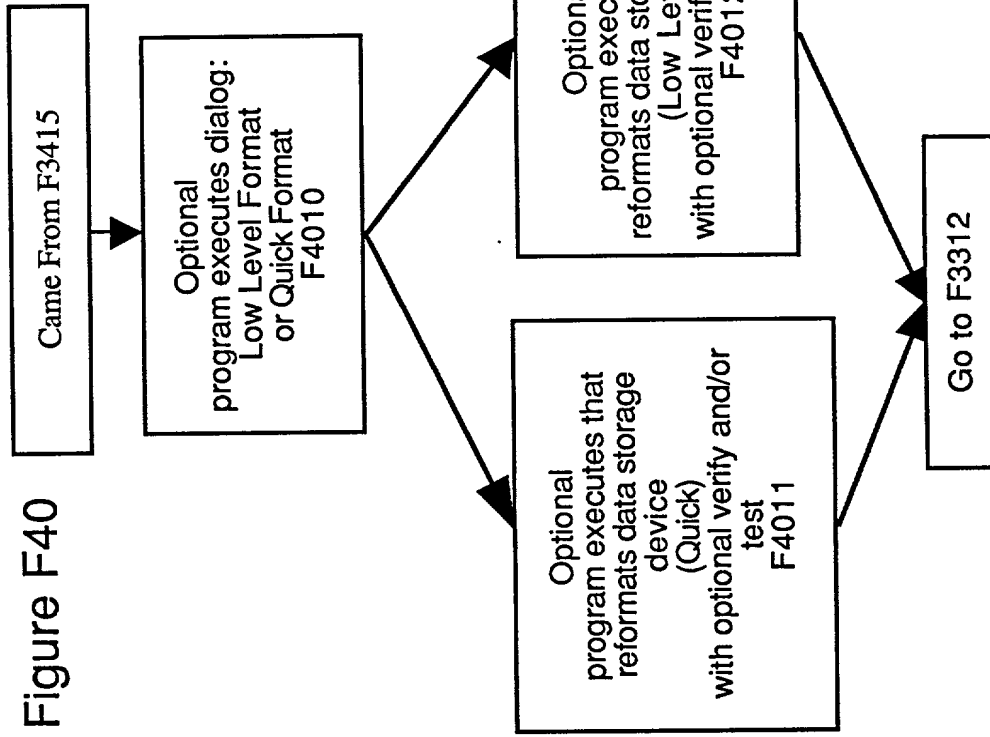 Figure F40
Came From F3415
Optional
program executes dialog:
Low Level Format
or Quick Format
F4010
Optional
program executes that
reformats data storage
device
(Quick)
with optional verify and/or
test
F4011
program
reformats data
(Low
with optional
Go to F3312